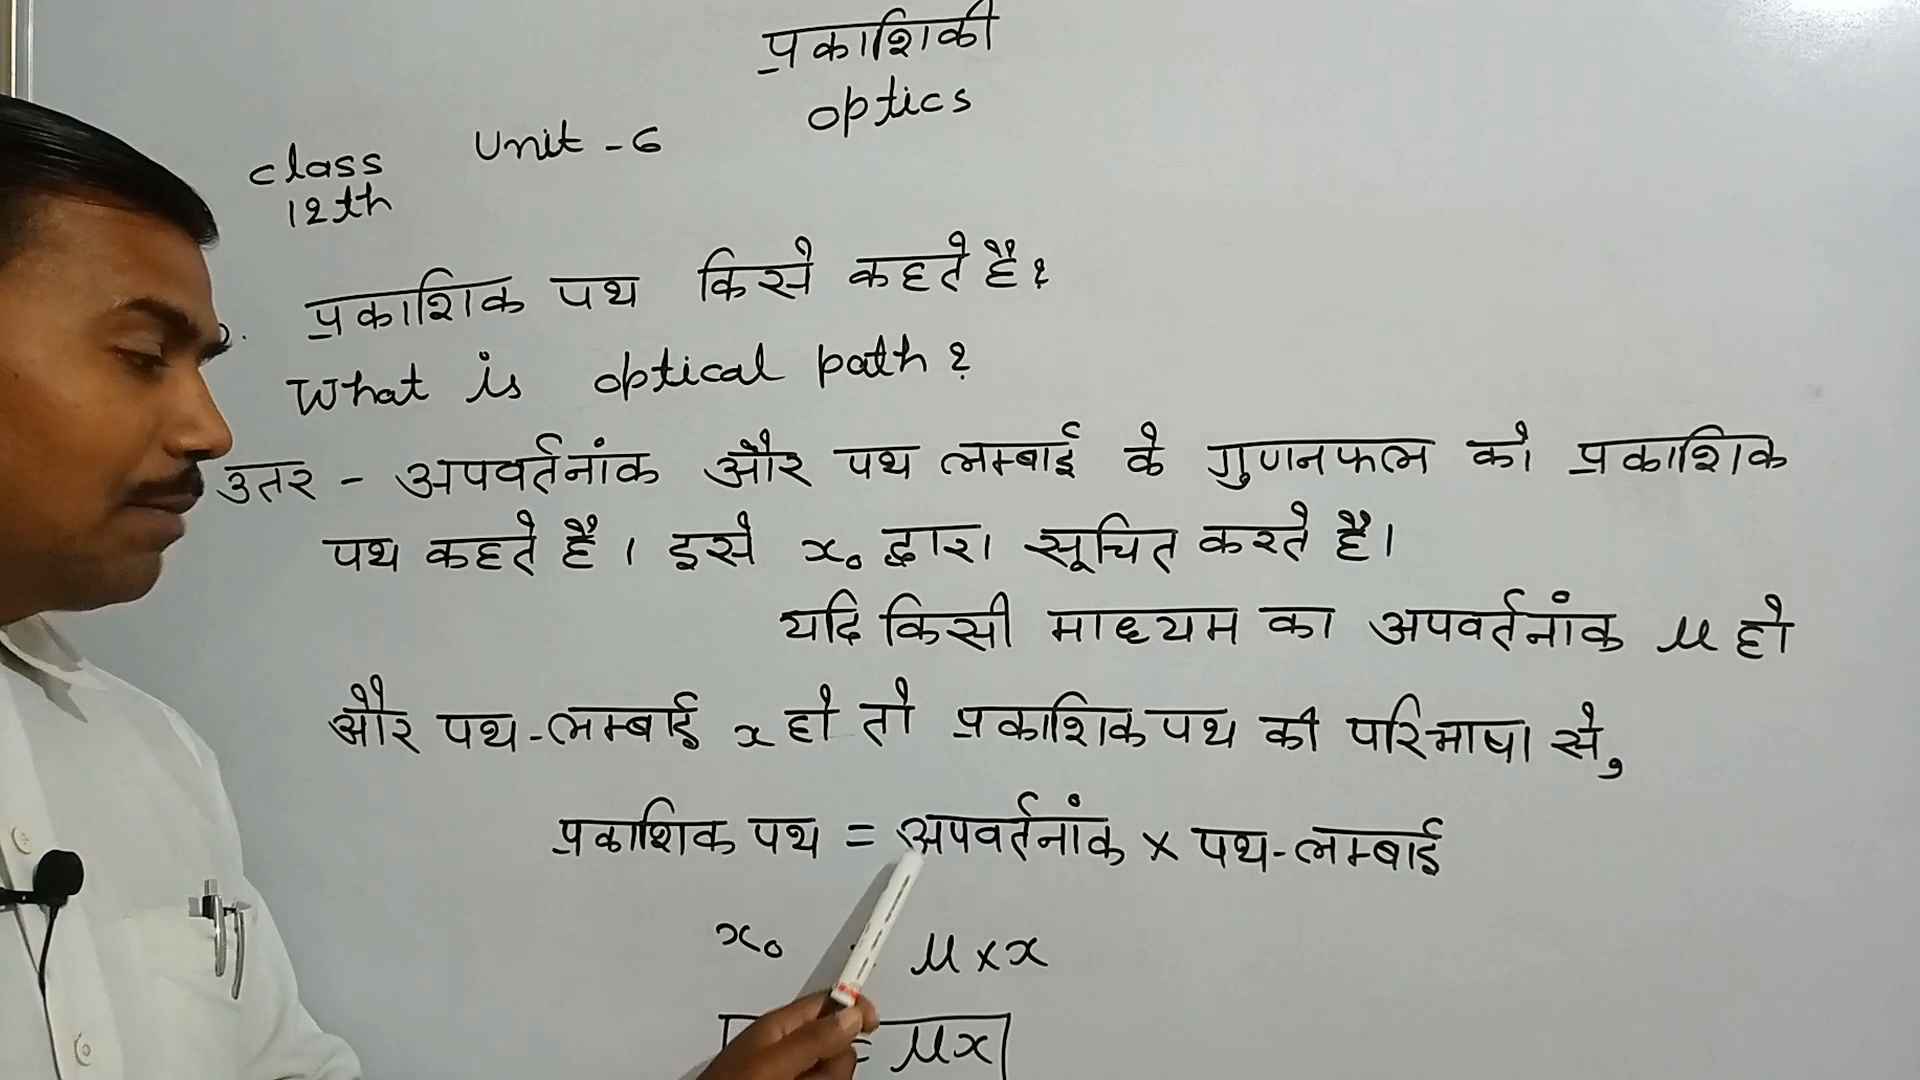 प्रकाशिकी
optics
class Unit - 6
12th
प्रकाशिक पथ किसे कहते है?
What is optical path?
उतर - अपवर्तनांक और पथ लम्बाई के गुणनफल को प्रकाशिक
पथ कहते है। इसे x₀ द्वारा सूचित करते है।
यदि किसी माध्यम का अपवर्तनांक μ हो
और पथ-लम्बाई x हो तो प्रकाशिक पथ की परिभाषा से,
प्रकाशिक पथ = अपवर्तनांक × पथ-लम्बाई
x₀ μ × x
= μx